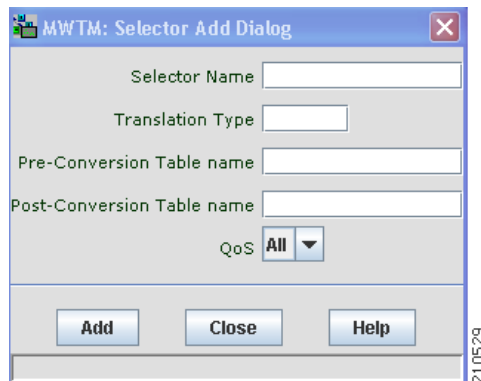 MWTM: Selector Add Dialog
Selector Name
Translation Type
Pre-Conversion Table name
Post-Conversion Table name
QoS All
Add Close Help
210529